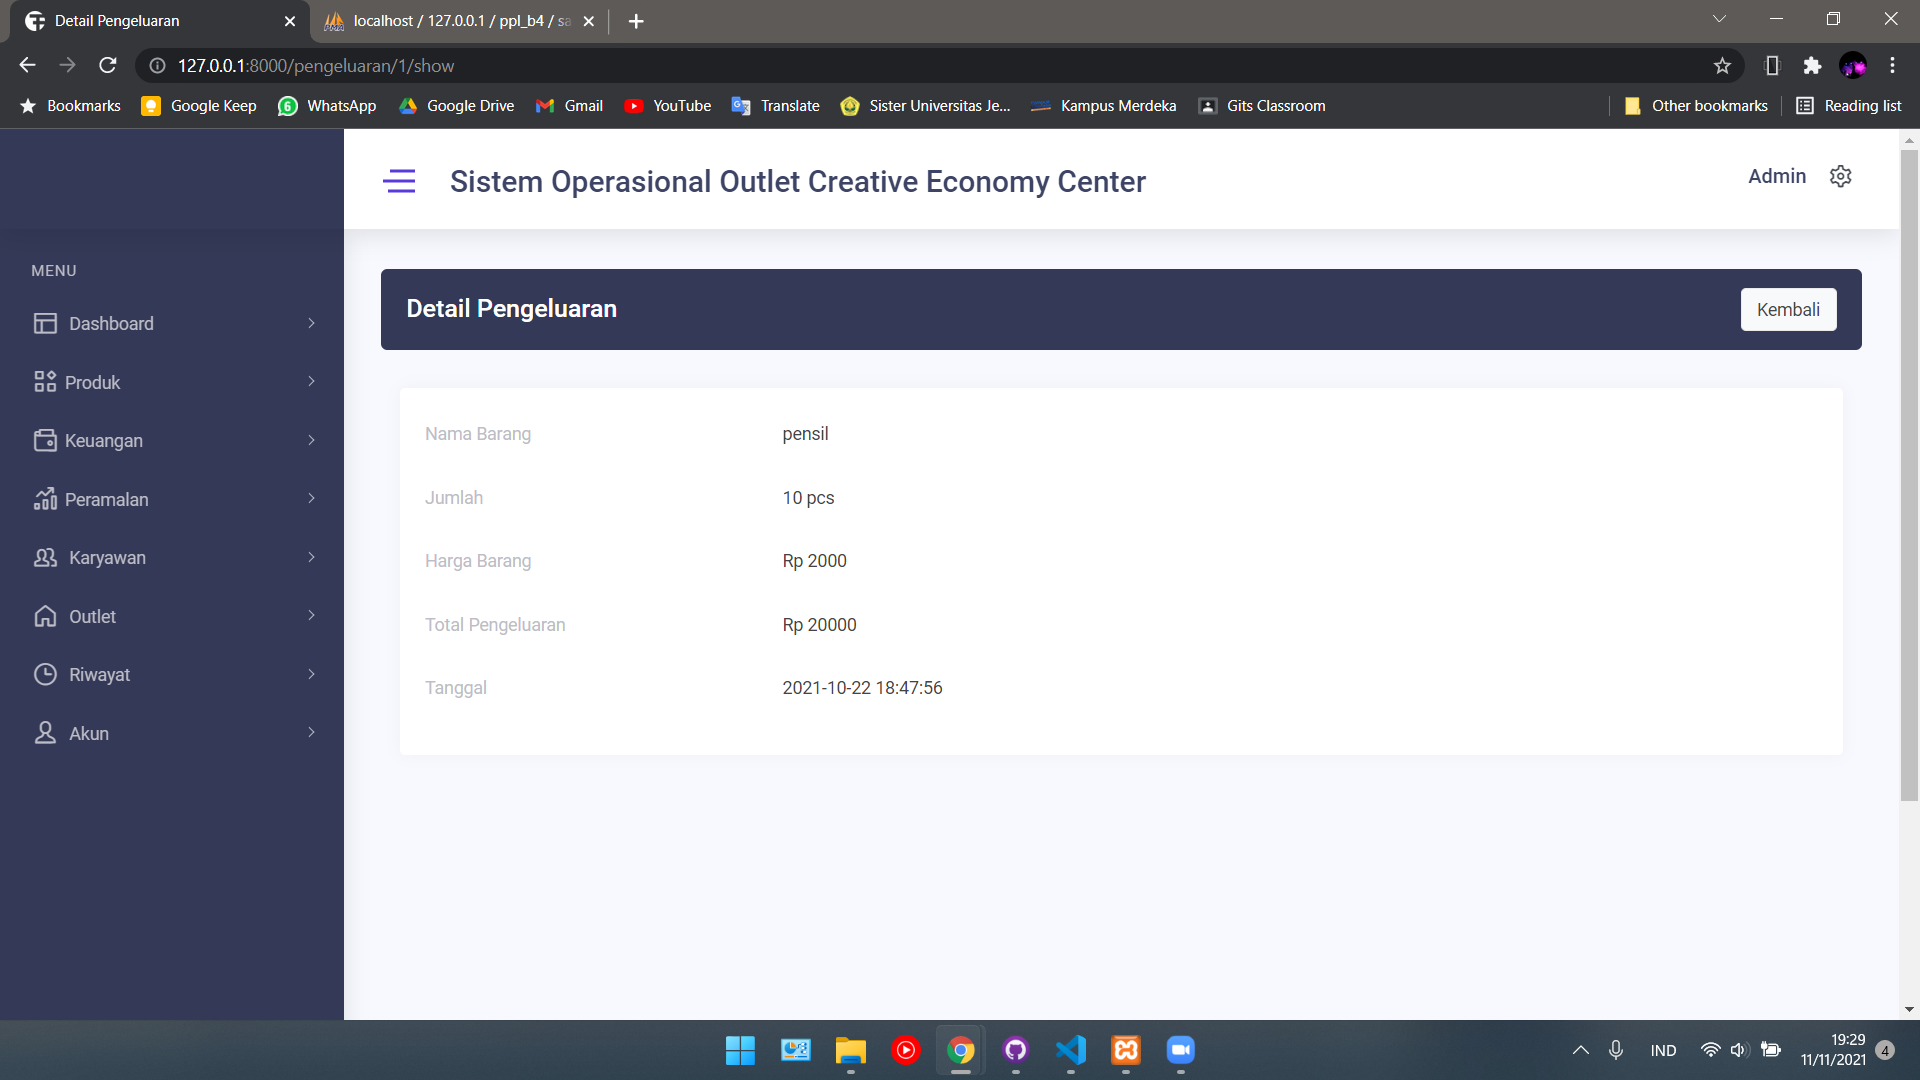 Detail Pengeluaran
localhost / 127.0.0.1 / ppl_b4 / sa
127.0.0.1:8000/pengeluaran/1/show
Bookmarks
Google Keep
WhatsApp
Google Drive
Gmail
YouTube
Translate
Sister Universitas Je...
Kampus Merdeka
Gits Classroom
Other bookmarks
Reading list
Sistem Operasional Outlet Creative Economy Center
Admin
MENU
Dashboard
Produk
Keuangan
Peramalan
Karyawan
Outlet
Riwayat
Akun
Detail Pengeluaran
Kembali
Nama Barang pensil
Jumlah 10 pcs
Harga Barang Rp 2000
Total Pengeluaran Rp 20000
Tanggal 2021-10-22 18:47:56
IND
19:29
11/11/2021
4